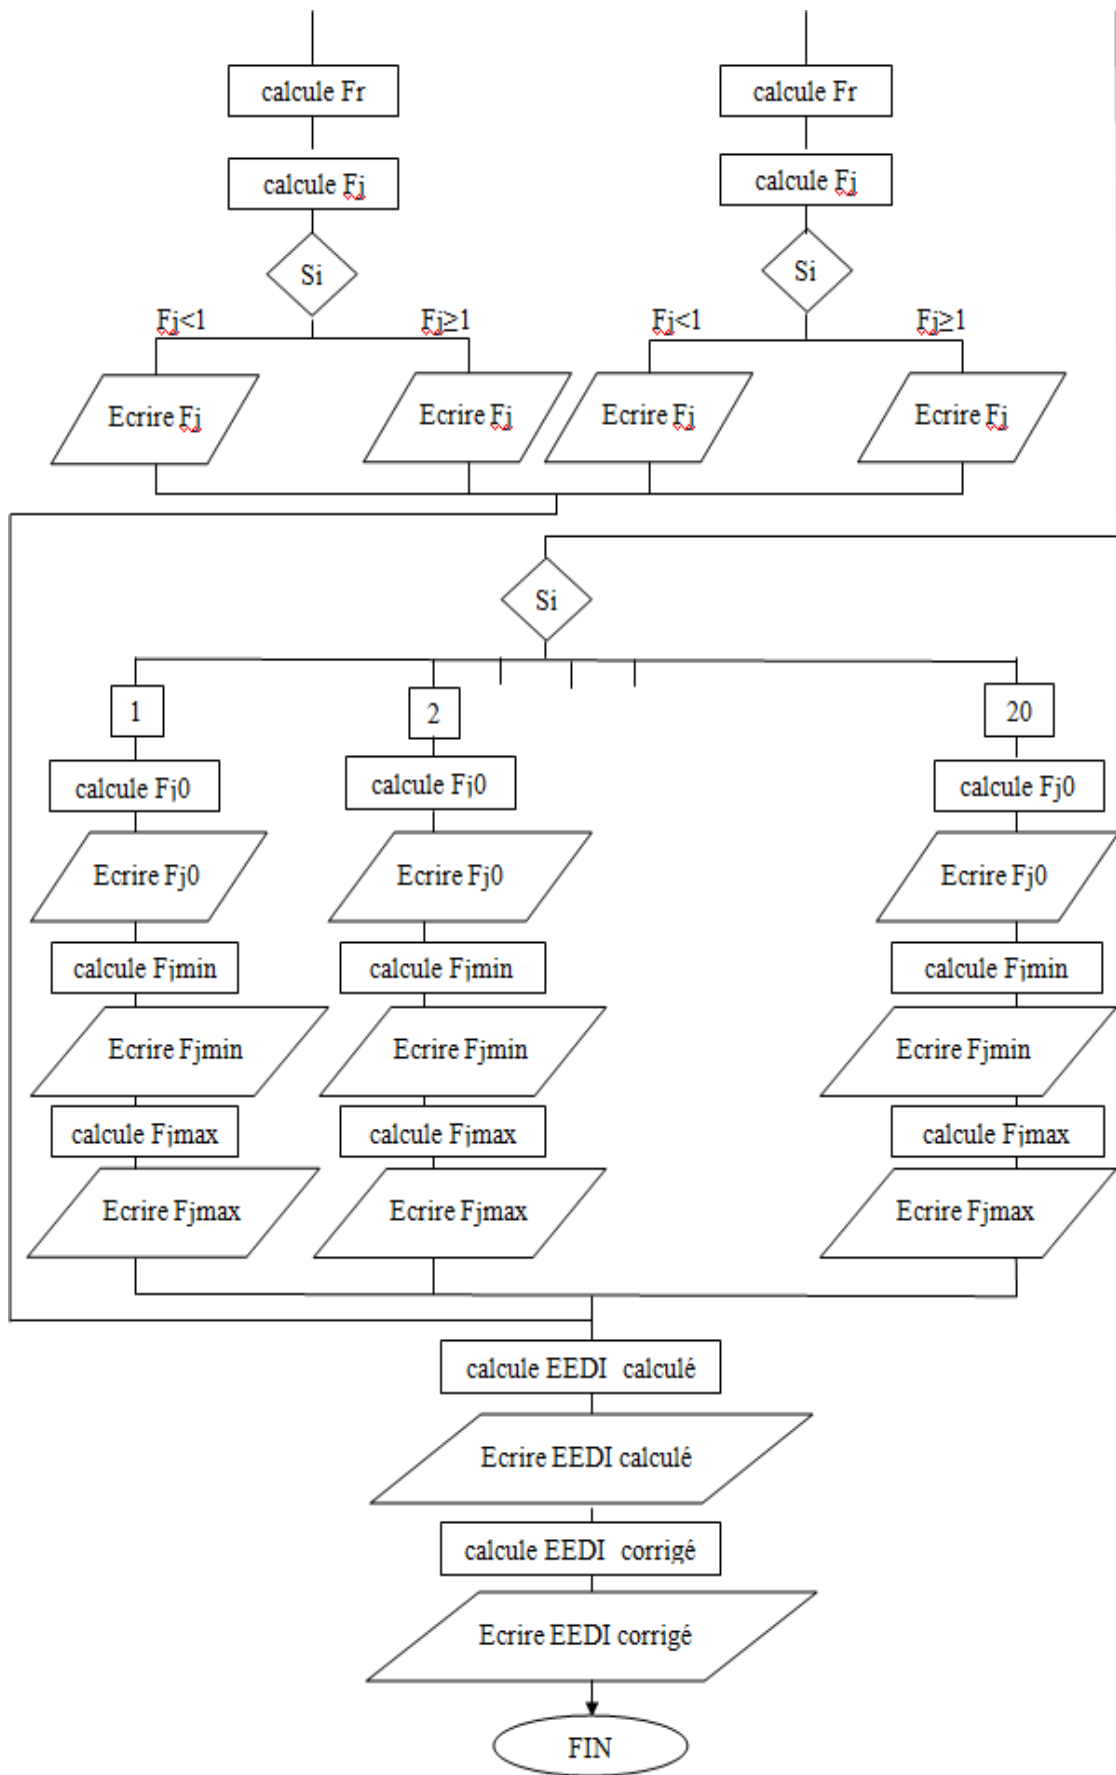 calcule Fr
calcule Fr
calcule Fj
calcule Fj
Si
Si
Fj<1
Fj≥1
Fj<1
Fj≥1
Ecrire Fj
Ecrire Fj
Ecrire Fj
Ecrire Fj
Si
1
2
20
calcule Fj0
calcule Fj0
calcule Fj0
Ecrire Fj0
Ecrire Fj0
Ecrire Fj0
calcule Fjmin
calcule Fjmin
calcule Fjmin
Ecrire Fjmin
Ecrire Fjmin
Ecrire Fjmin
calcule Fjmax
calcule Fjmax
calcule Fjmax
Ecrire Fjmax
Ecrire Fjmax
Ecrire Fjmax
calcule EEDI calculé
Ecrire EEDI calculé
calcule EEDI corrigé
Ecrire EEDI corrigé
FIN